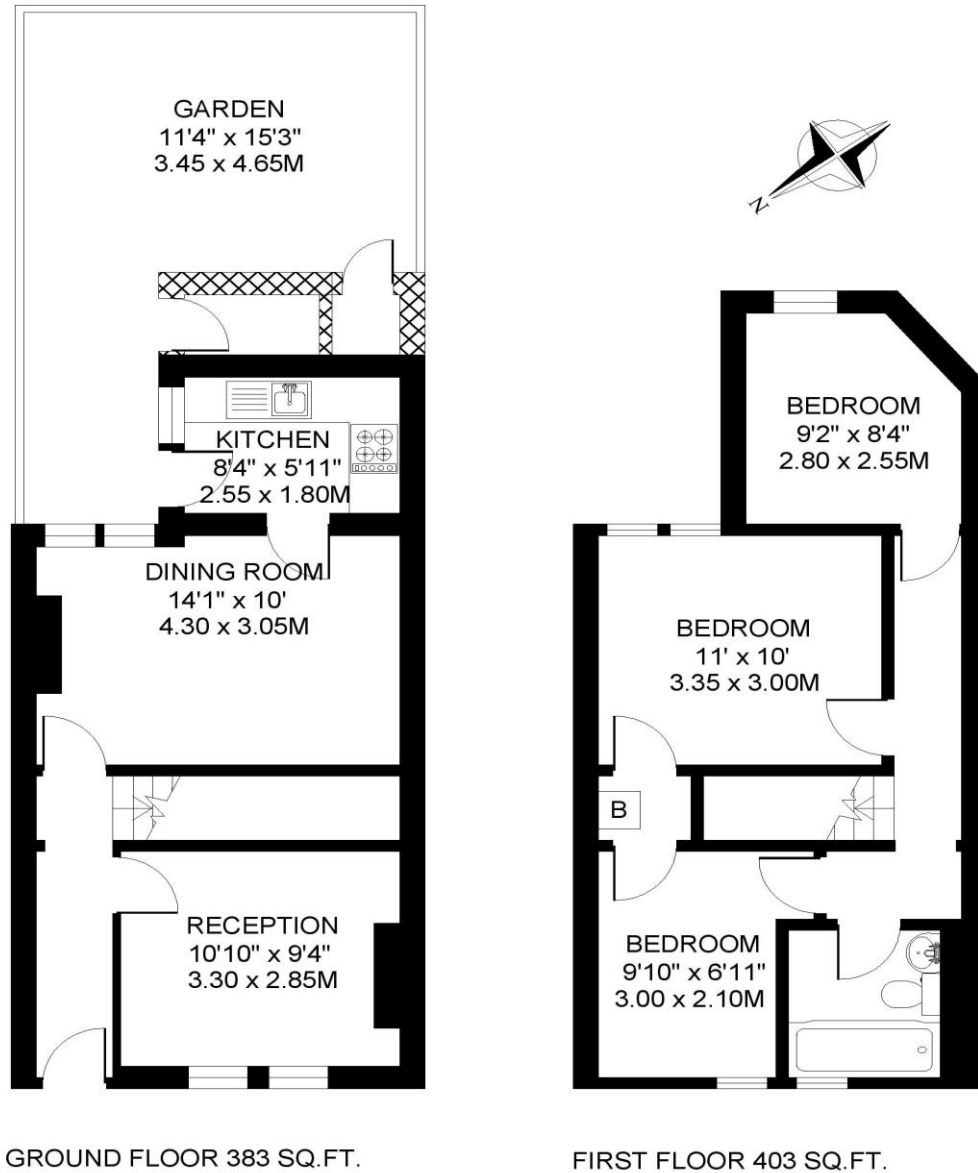 GARDEN
11'4" x 15'3"
3.45 x 4.65M
KITCHEN
8'4" x 5'11"
2.55 x 1.80M
DINING ROOM
14'1" x 10'
4.30 x 3.05M
RECEPTION
10'10" x 9'4"
3.30 x 2.85M
GROUND FLOOR 383 SQ.FT.
N
BEDROOM
9'2" x 8'4"
2.80 x 2.55M
BEDROOM
11' x 10'
3.35 x 3.00M
B
BEDROOM
9'10" x 6'11"
3.00 x 2.10M
FIRST FLOOR 403 SQ.FT.